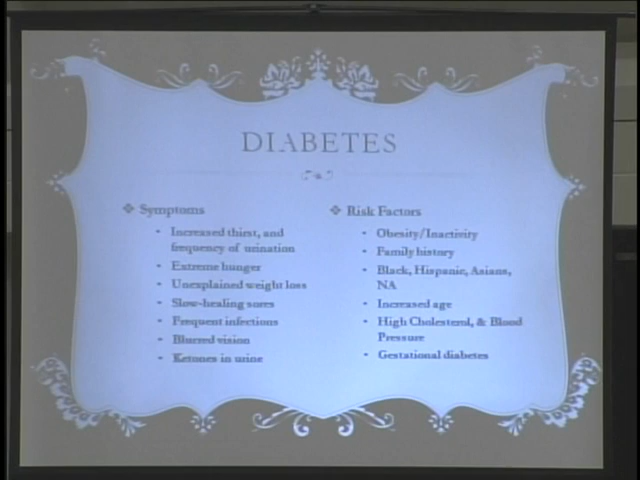 DIABETES
❖ Symptoms
• Increased thirst, and
frequency of urination
• Extreme hunger
• Unexplained weight loss
• Slow-healing sores
• Frequent infections
• Blurred vision
• Ketones in urine
❖ Risk Factors
• Obesity/Inactivity
• Family history
• Black, Hispanic, Asians,
NA
• Increased age
• High Cholesterol, & Blood
Pressure
• Gestational diabetes